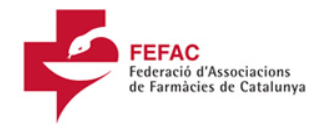 FEFAC
Federació d'Associacions
de Farmàcies de Catalunya